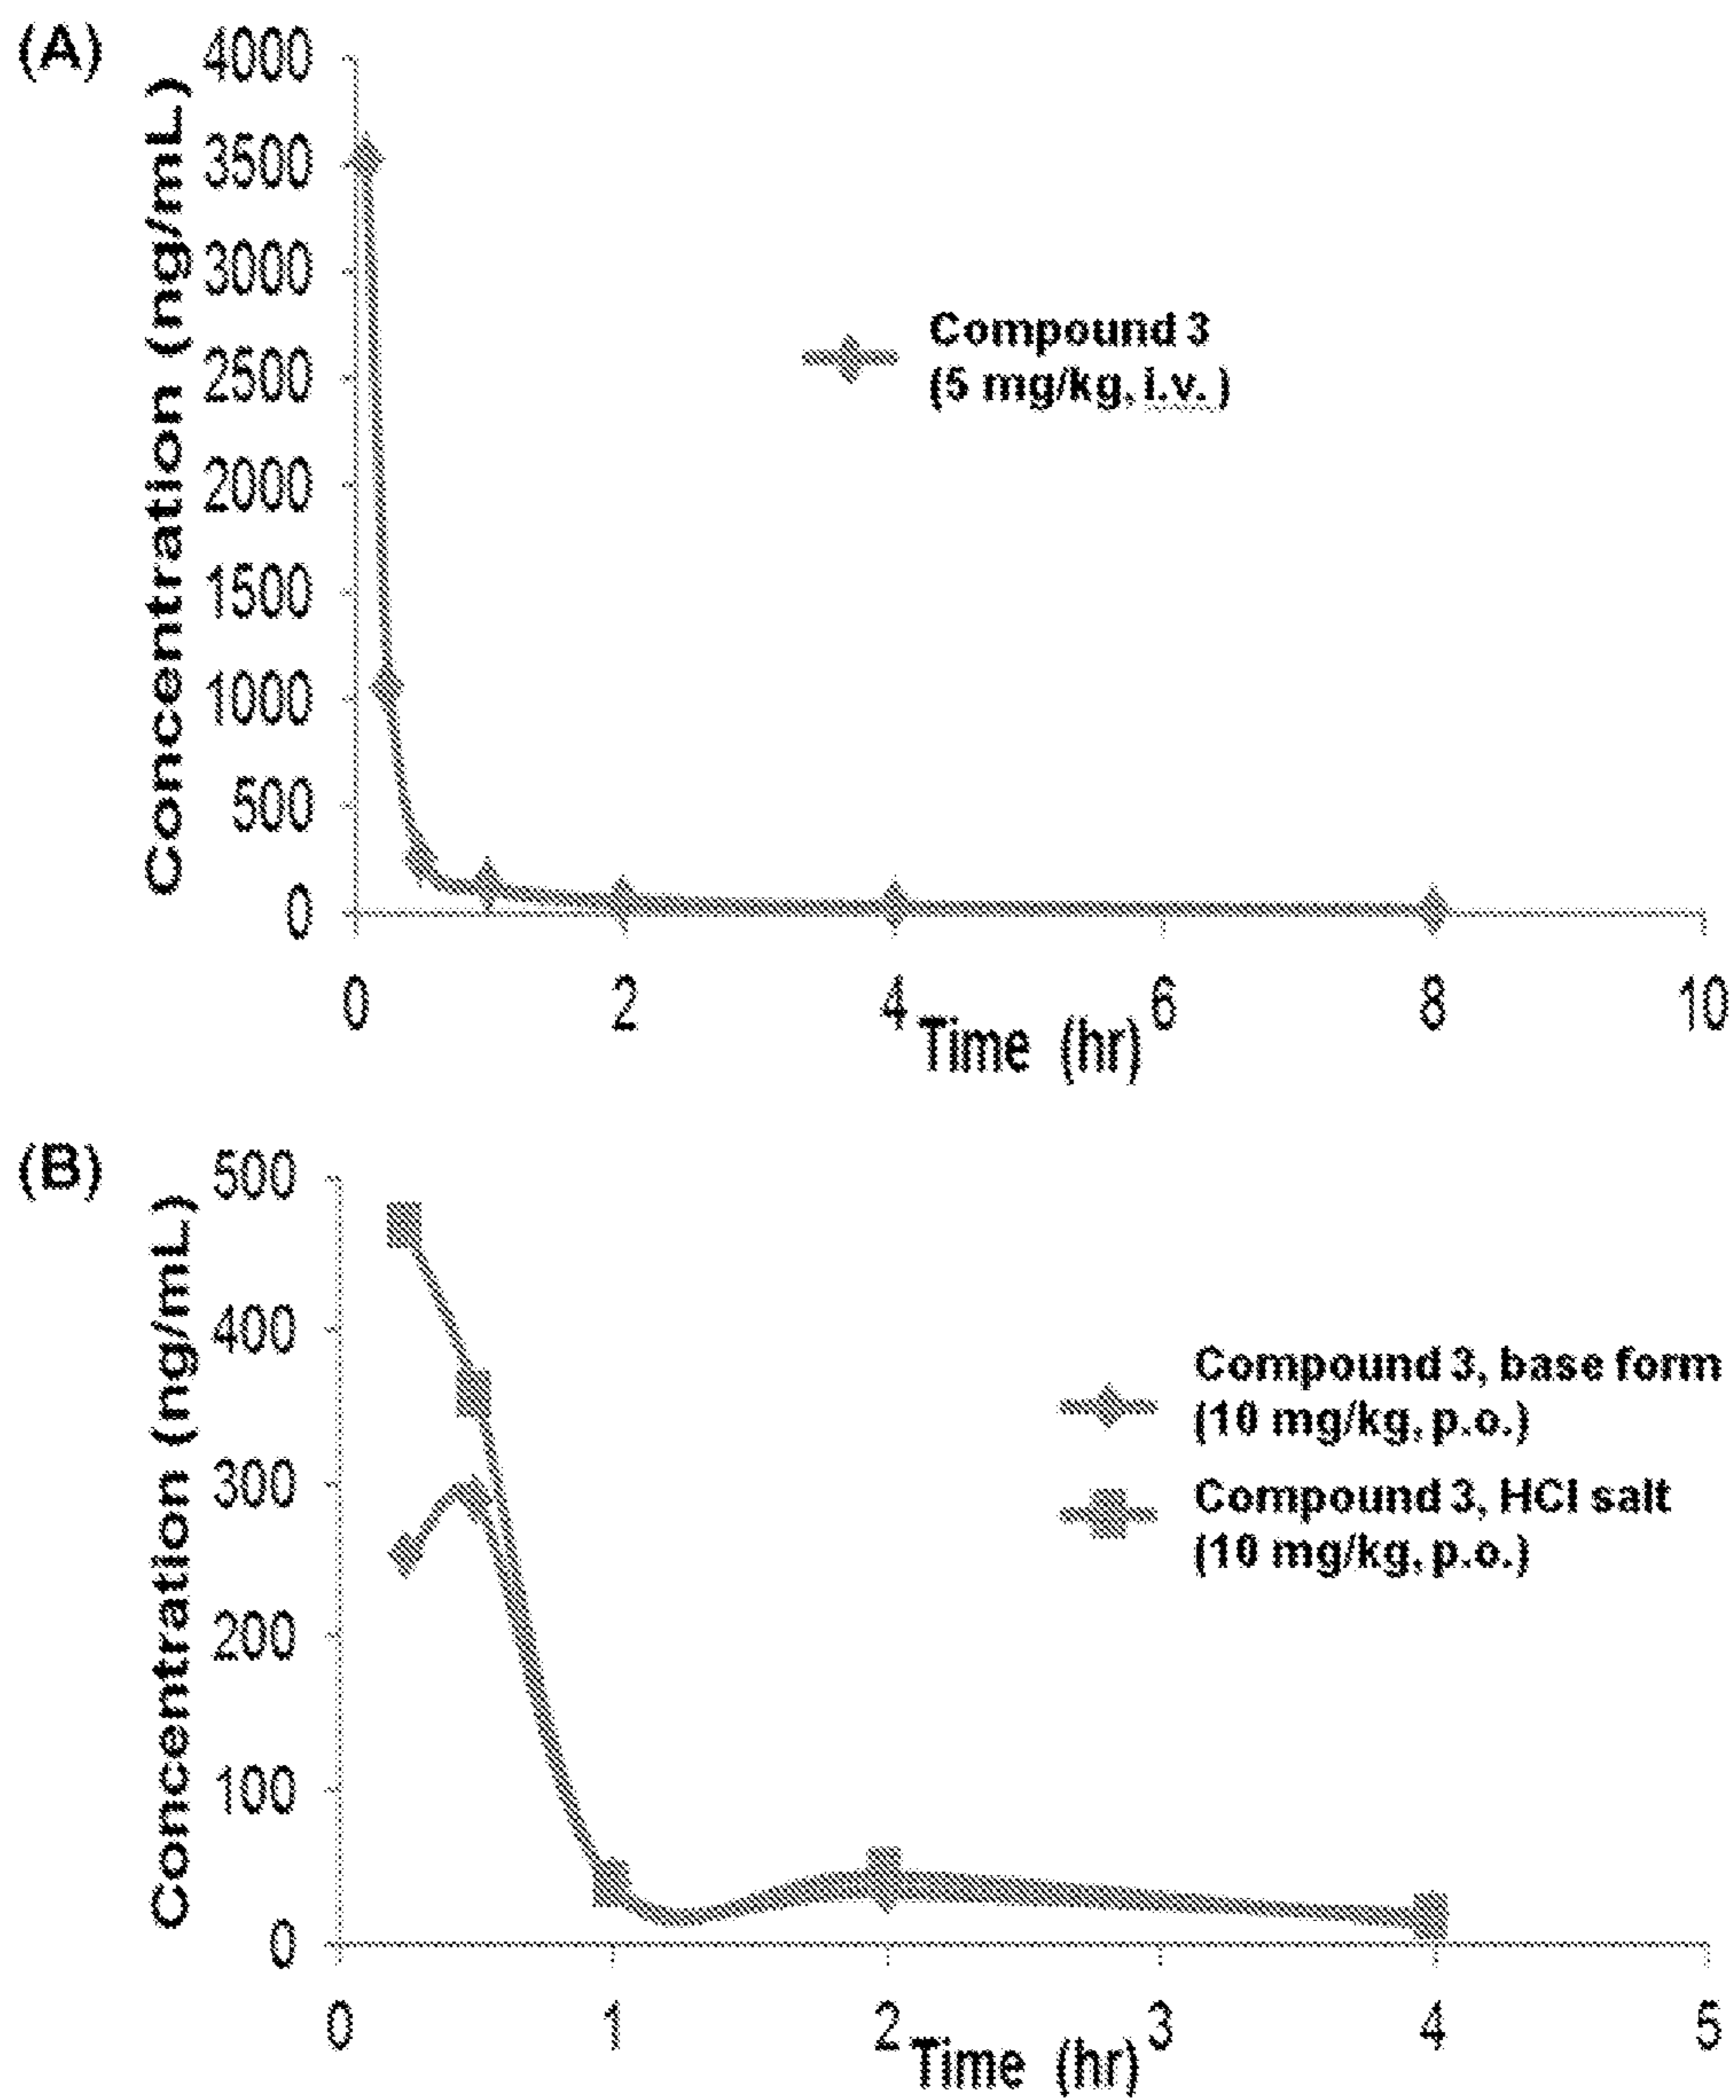 (A)
Concentration (ng/mL)
4000
3500
3000
2500
2000
1500
1000
500
0
Compound 3
(5 mg/kg, i.v.)
0 2 4 6 8 10
Time (hr)
(B)
Concentration (ng/mL)
500
400
300
200
100
0
Compound 3, base form
(10 mg/kg, p.o.)
Compound 3, HCl salt
(10 mg/kg, p.o.)
0 1 2 3 4 5
Time (hr)